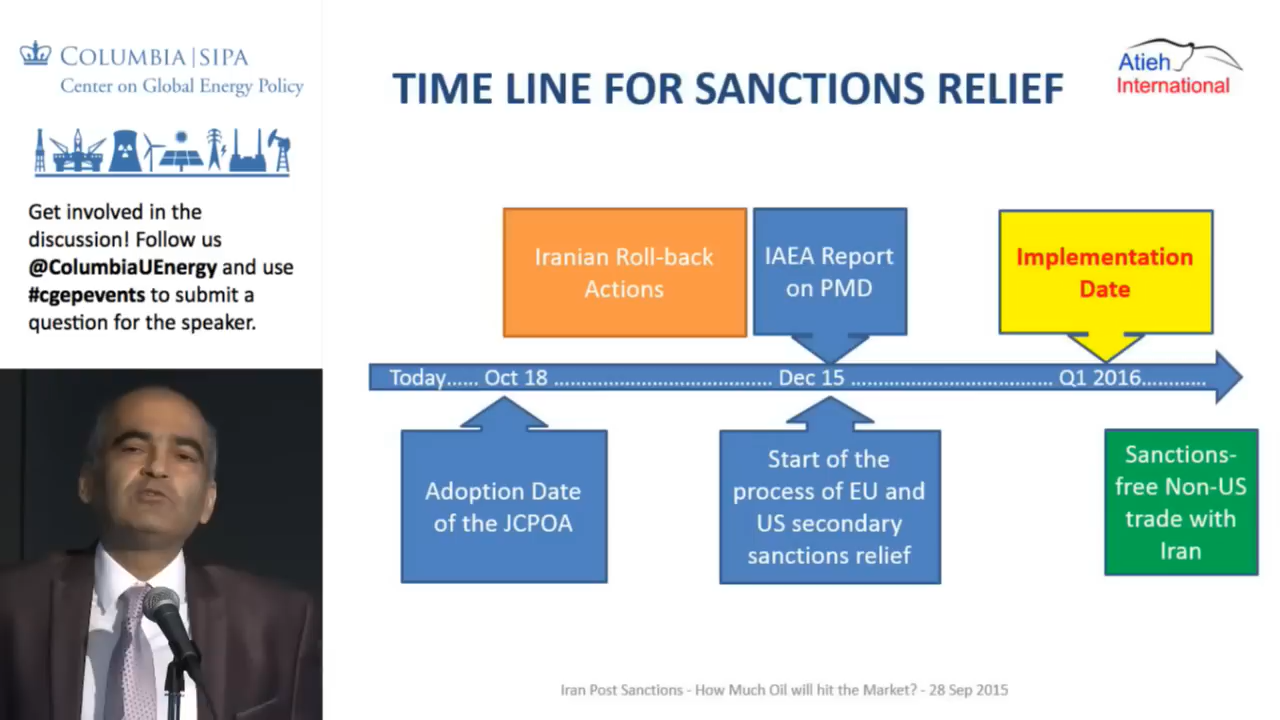 COLUMBIA | SIPA
Center on Global Energy Policy
Get involved in the
discussion! Follow us
@ColumbiaUEnergy and use
#cgepevents to submit a
question for the speaker.
TIME LINE FOR SANCTIONS RELIEF
Atieh
International
Iranian Roll-back
Actions
IAEA Report
on PMD
Implementation
Date
Today...... Oct 18 ........................................... Dec 15 ........................................ Q1 2016............
Adoption Date
of the JCPOA
Start of the
process of EU and
US secondary
sanctions relief
Sanctions-
free Non-US
trade with
Iran
Iran Post Sanctions - How Much Oil will hit the Market? - 28 Sep 2015